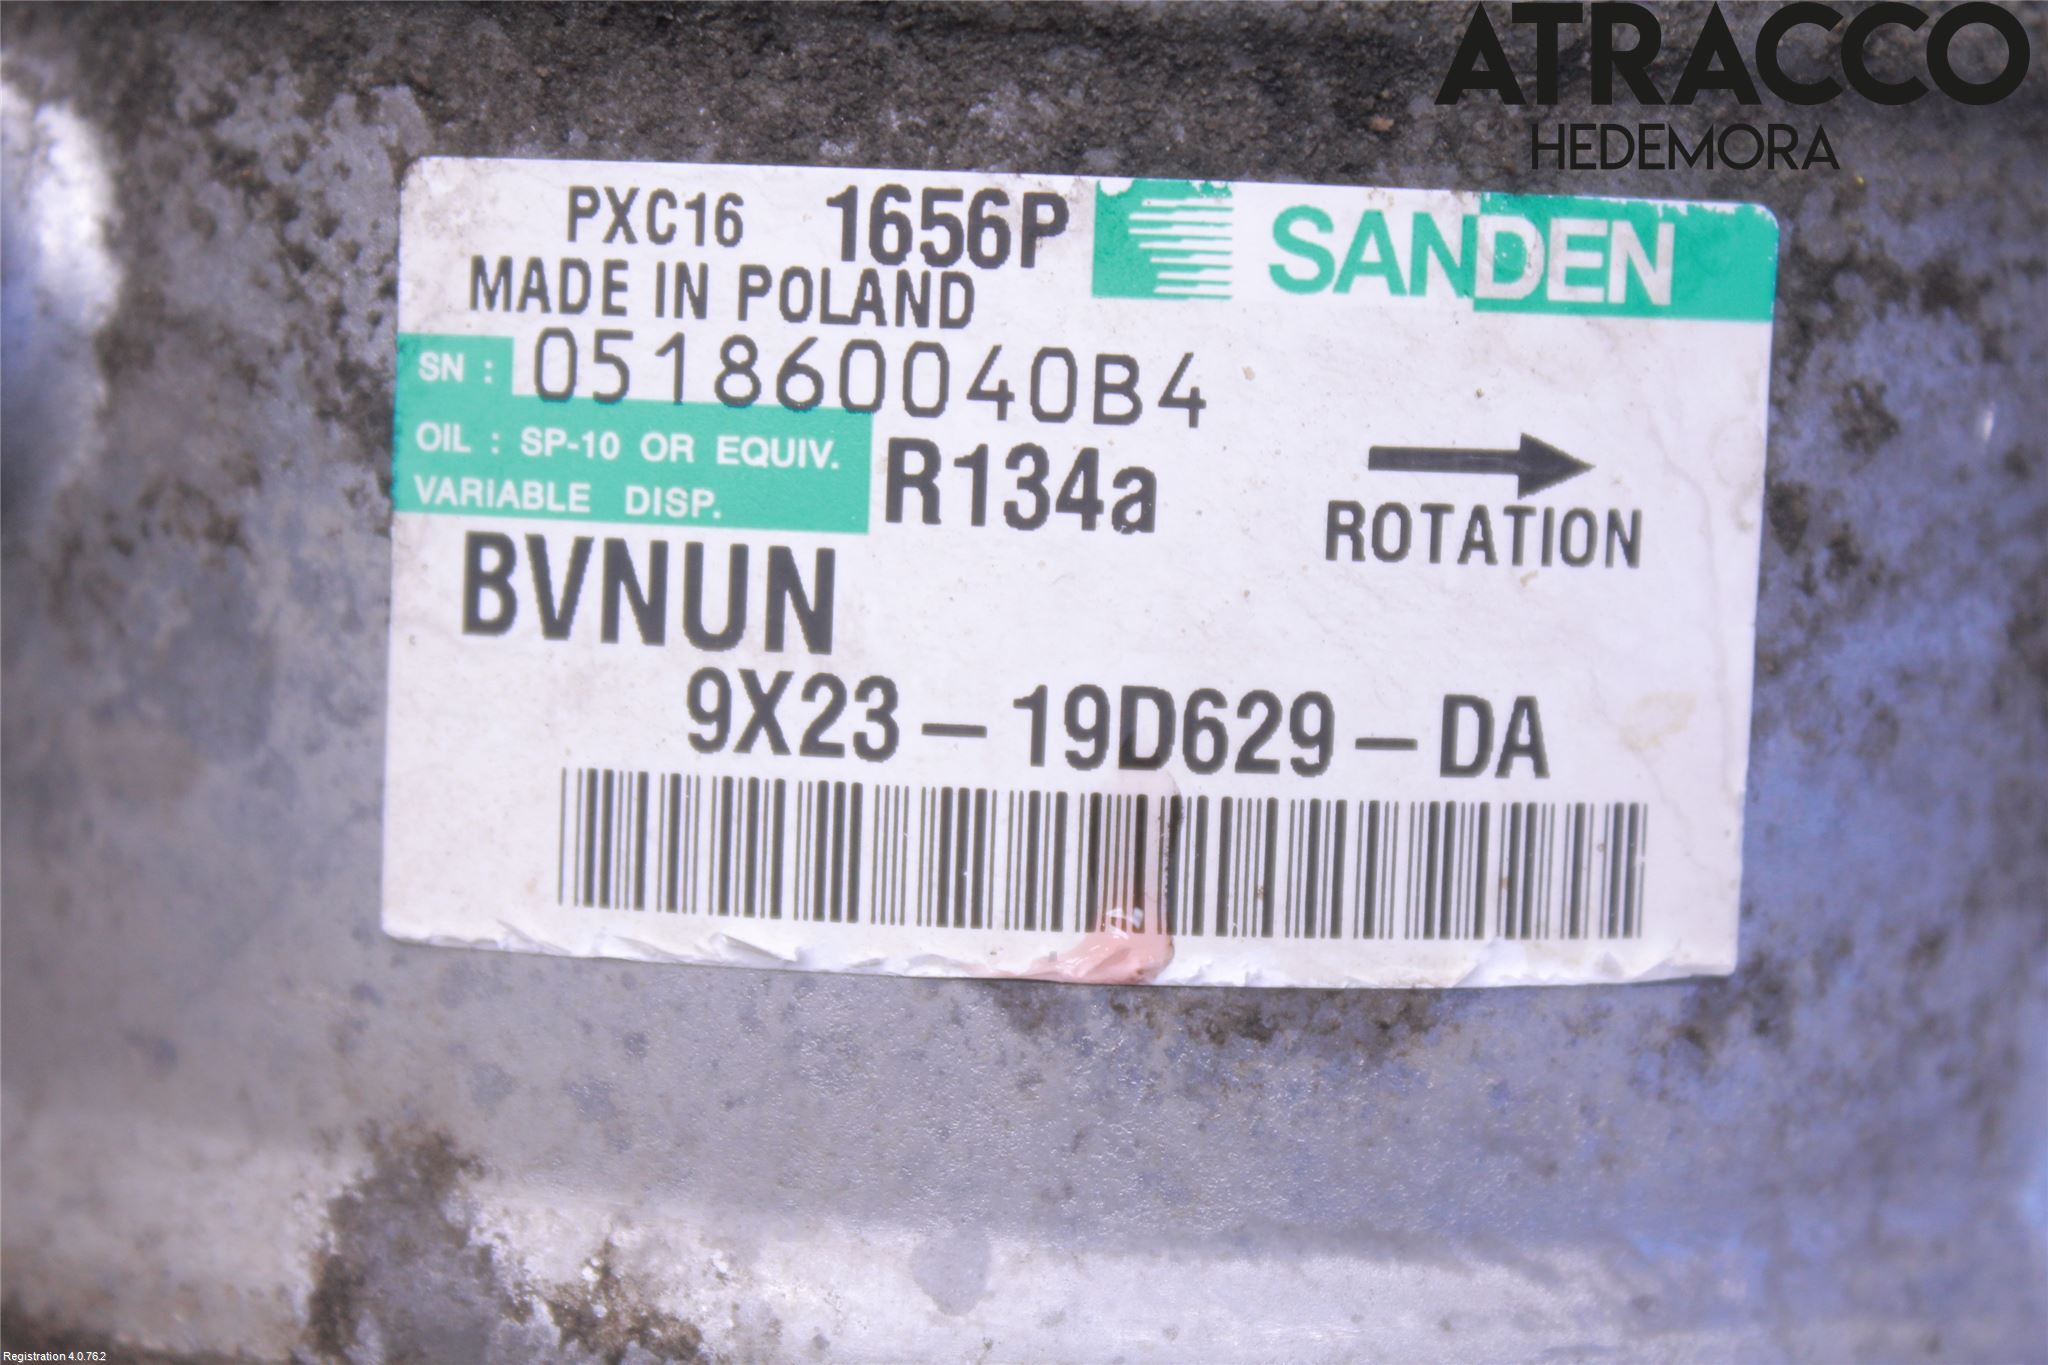 ATRACCO
HEDEMORA
PXC16 1656P SANDEN
MADE IN POLAND
SN : 051860040B4
OIL : SP-10 OR EQUIV.
VARIABLE DISP. R134a
ROTATION
BVNUN
9X23-19D629-DA
Registration 4.0.76.2